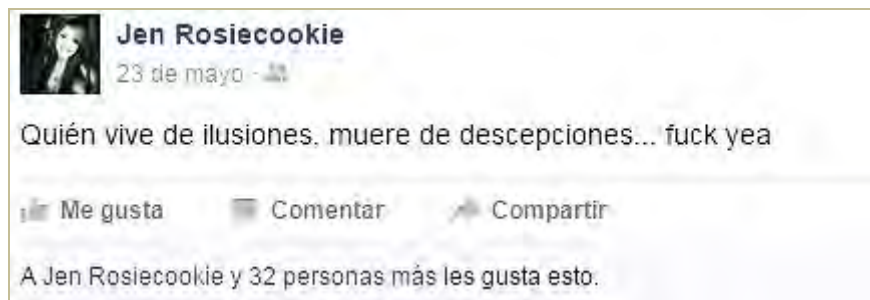 Jen Rosiecookie
23 de mayo ·
Quién vive de ilusiones, muere de descepciones... fuck yea
Me gusta Comentar Compartir
A Jen Rosiecookie y 32 personas más les gusta esto.